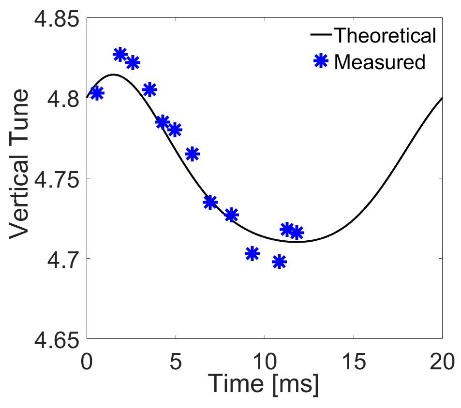 4.85
Theoretical
Measured
4.8
4.75
4.7
4.65
Vertical Tune
0 5 10 15 20
Time [ms]